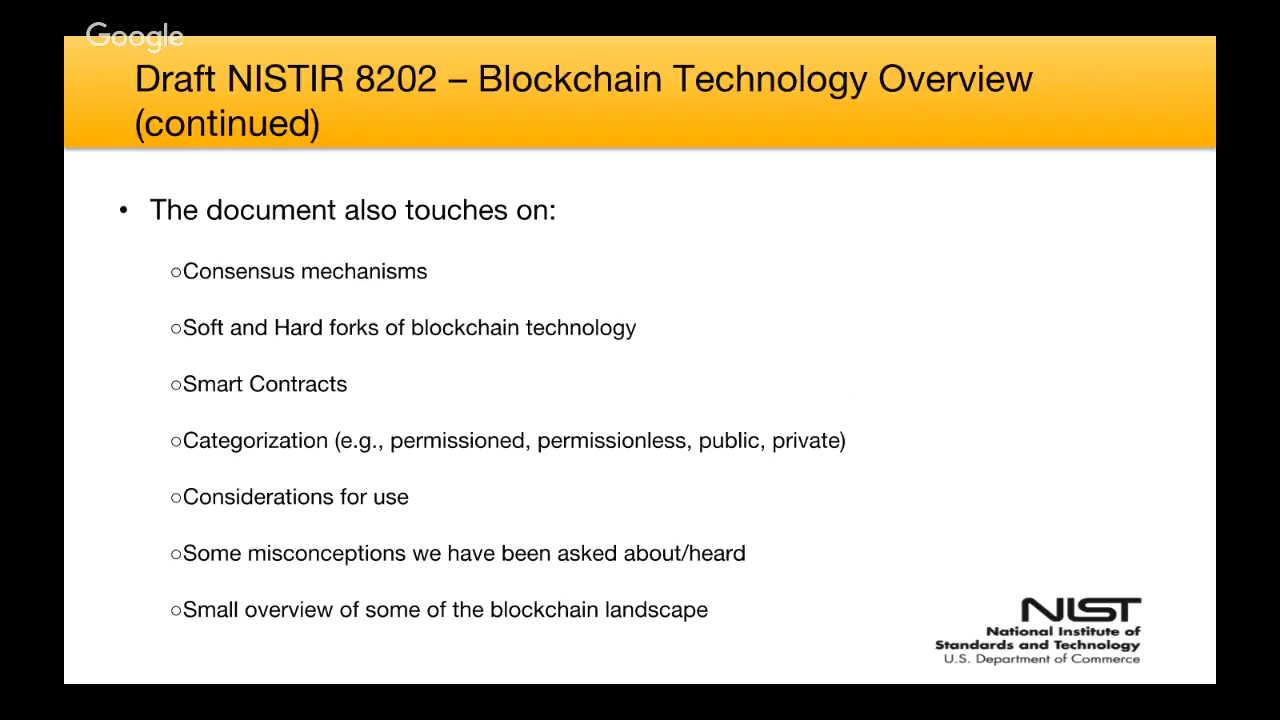 Google
Draft NISTIR 8202 – Blockchain Technology Overview
(continued)
• The document also touches on:
○Consensus mechanisms
○Soft and Hard forks of blockchain technology
○Smart Contracts
○Categorization (e.g., permissioned, permissionless, public, private)
○Considerations for use
○Some misconceptions we have been asked about/heard
○Small overview of some of the blockchain landscape
NIST
National Institute of
Standards and Technology
U.S. Department of Commerce